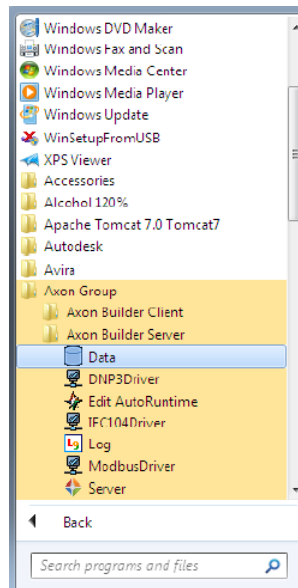 Windows DVD Maker
Windows Fax and Scan
Windows Media Center
Windows Media Player
Windows Update
WinSetupFromUSB
XPS Viewer
Accessories
Alcohol 120%
Apache Tomcat 7.0 Tomcat7
Autodesk
Avira
Axon Group
Axon Builder Client
Axon Builder Server
Data
DNP3Driver
Edit AutoRuntime
IEC104Driver
Lg Log
ModbusDriver
Server
Back
Search programs and files